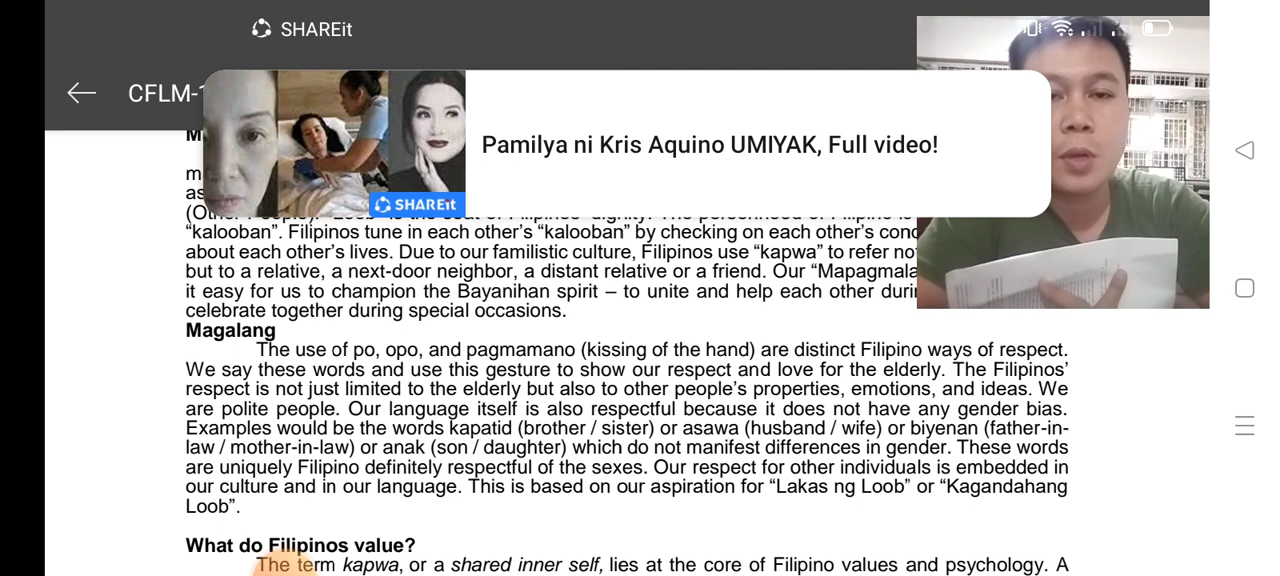 SHAREit
CFLM-
Pamilya ni Kris Aquino UMIYAK, Full video!
SHAREit
"kalooban". Filipinos tune in each other's "kalooban" by checking on each other's
about each other's lives. Due to our familistic culture, Filipinos use "kapwa" to refer
but to a relative, a next-door neighbor, a distant relative or a friend. Our
it easy for us to champion the Bayanihan spirit – to unite and help each other
celebrate together during special occasions.
Magalang
The use of po, opo, and pagmamano (kissing of the hand) are distinct Filipino ways of respect.
We say these words and use this gesture to show our respect and love for the elderly. The Filipinos'
respect is not just limited to the elderly but also to other people's properties, emotions, and ideas. We
are polite people. Our language itself is also respectful because it does not have any gender bias.
Examples would be the words kapatid (brother / sister) or asawa (husband / wife) or biyenan (father-in-
law / mother-in-law) or anak (son / daughter) which do not manifest differences in gender. These words
are uniquely Filipino definitely respectful of the sexes. Our respect for other individuals is embedded in
our culture and in our language. This is based on our aspiration for "Lakas ng Loob" or "Kagandahang
Loob".
What do Filipinos value?
The term kapwa, or a shared inner self, lies at the core of Filipino values and psychology. A